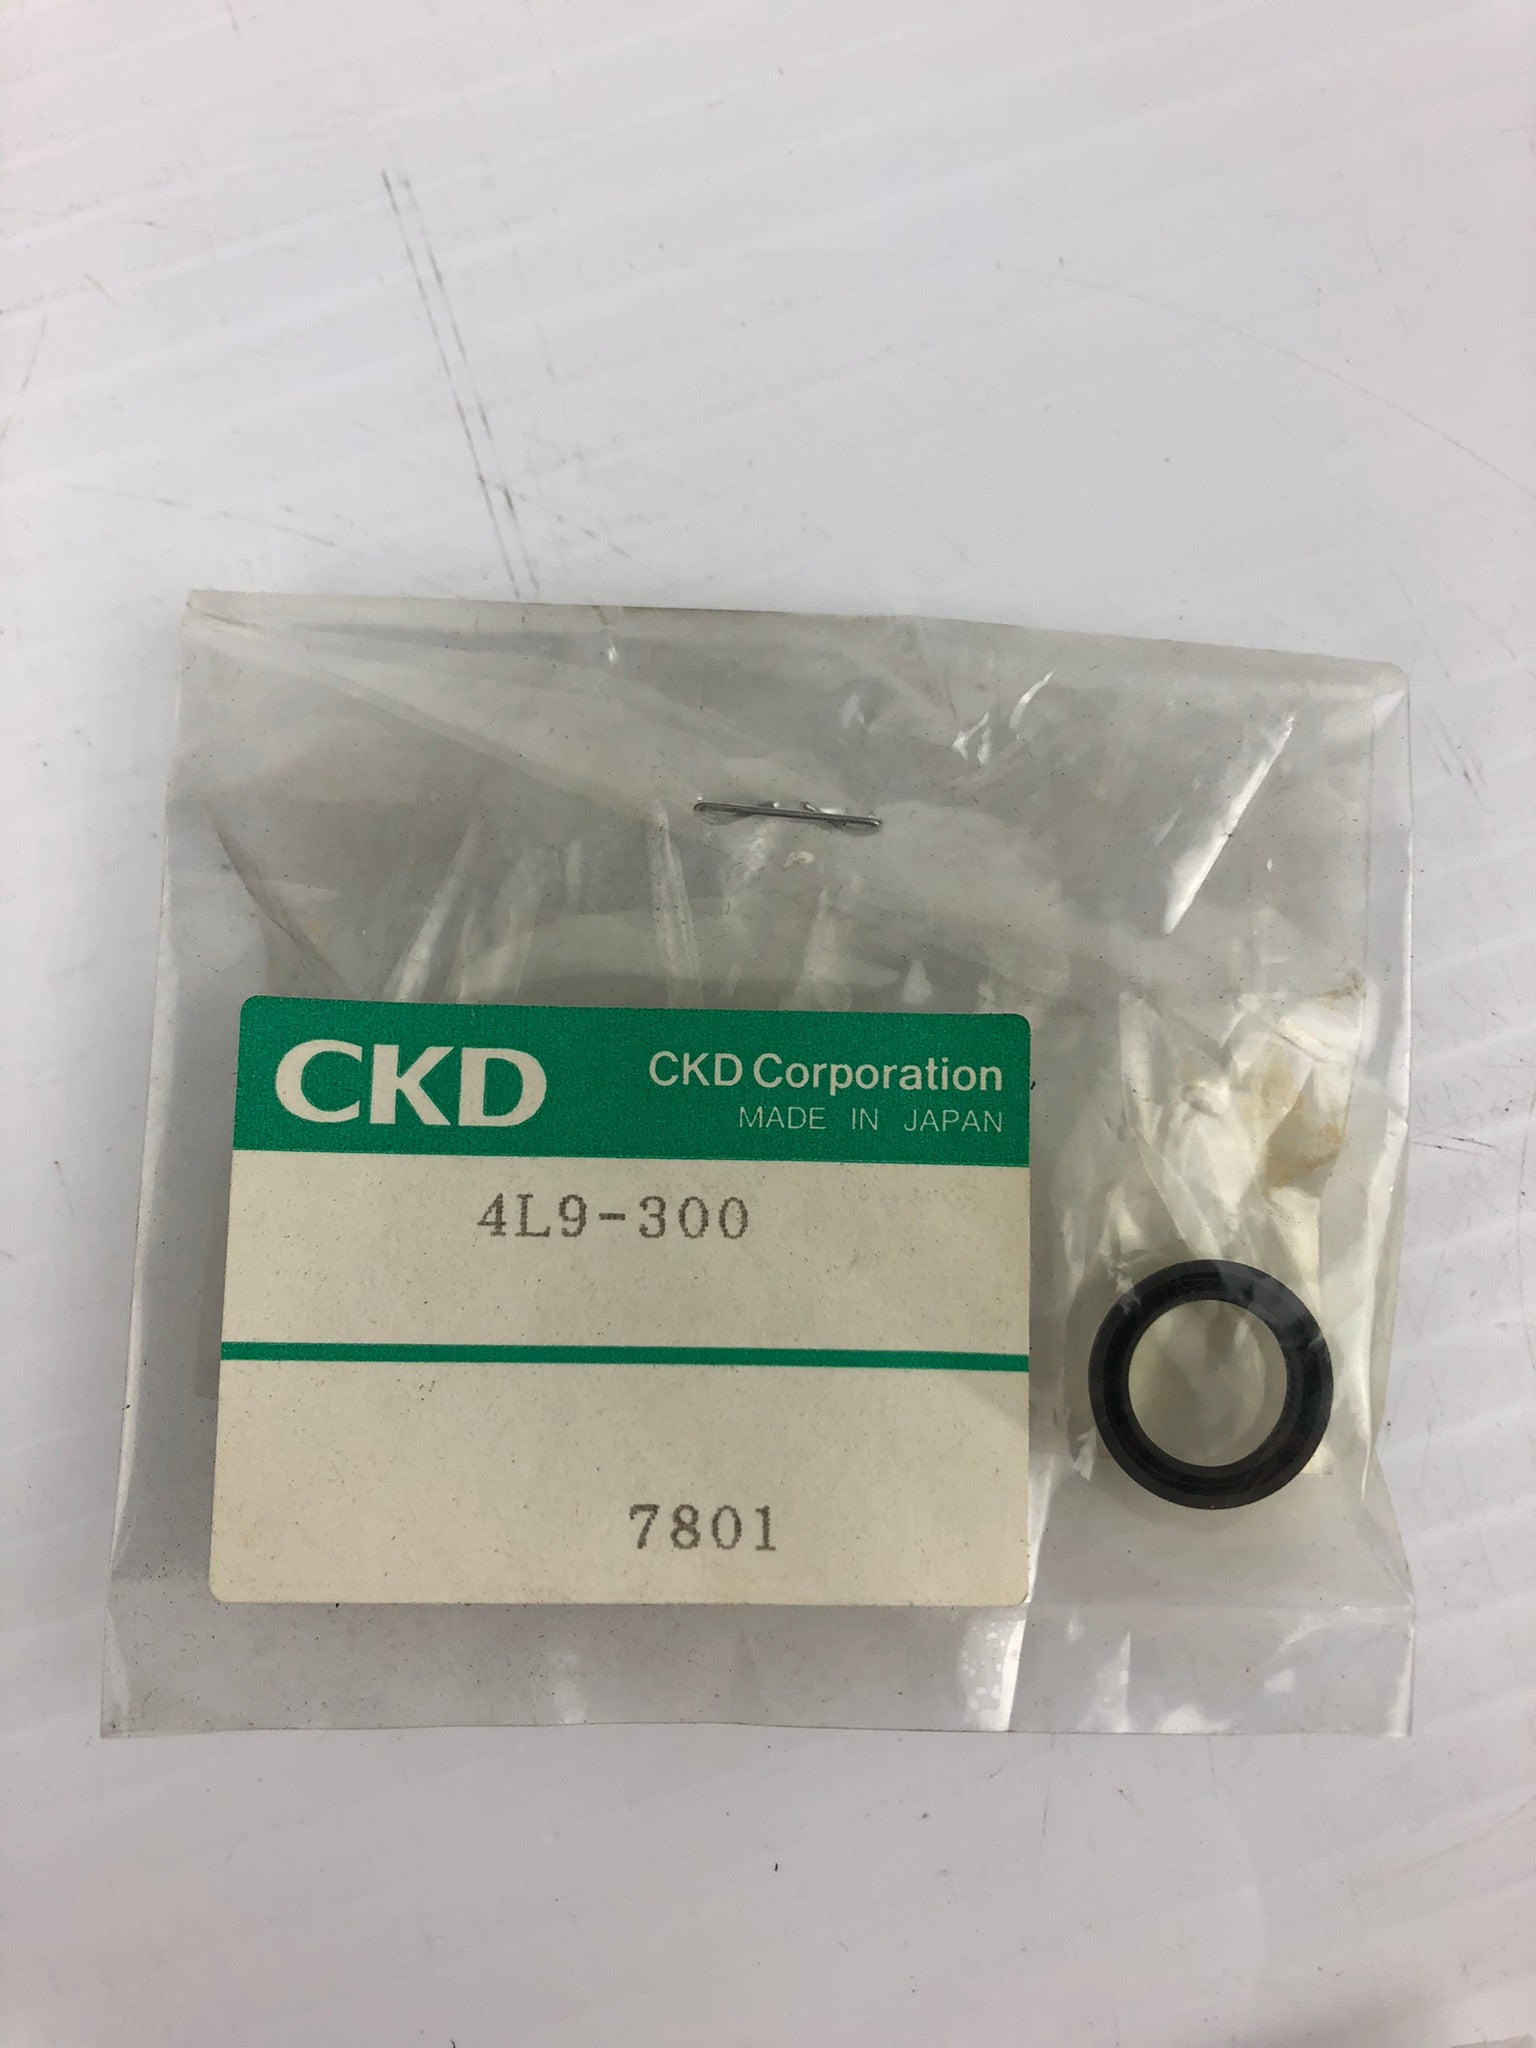 CKD
CKD Corporation
MADE IN JAPAN
4L9-300
7801